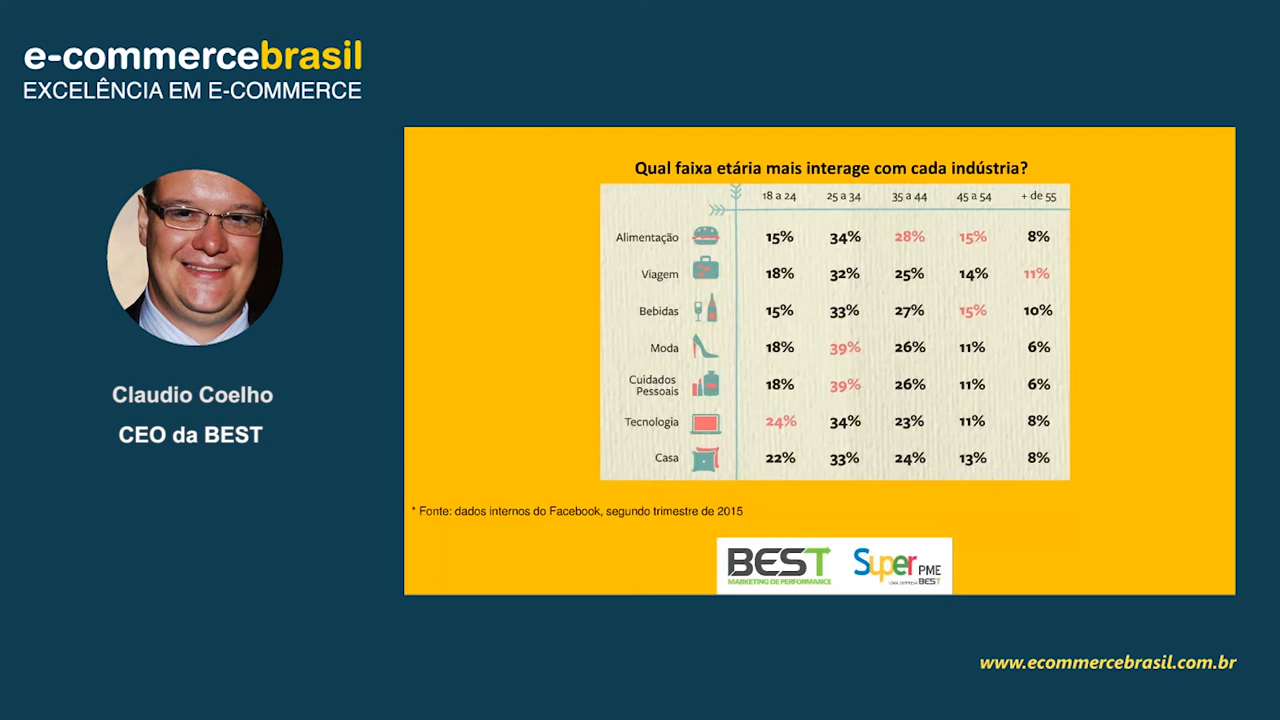 e-commercebrasil
EXCELÊNCIA EM E-COMMERCE
Claudio Coelho
CEO da BEST
Qual faixa etária mais interage com cada indústria?
18 a 24 25 a 34 35 a 44 45 a 54 + de 55
Alimentação 15% 34% 28% 15% 8%
Viagem 18% 32% 25% 14% 11%
Bebidas 15% 33% 27% 15% 10%
Moda 18% 39% 26% 11% 6%
Cuidados
Pessoais 18% 39% 26% 11% 6%
Tecnologia 24% 34% 23% 11% 8%
Casa 22% 33% 24% 13% 8%
* Fonte: dados internos do Facebook, segundo trimestre de 2015
BEST
MARKETING DE PERFORMANCE
Super PME
UMA EMPRESA BEST
www.ecommercebrasil.com.br